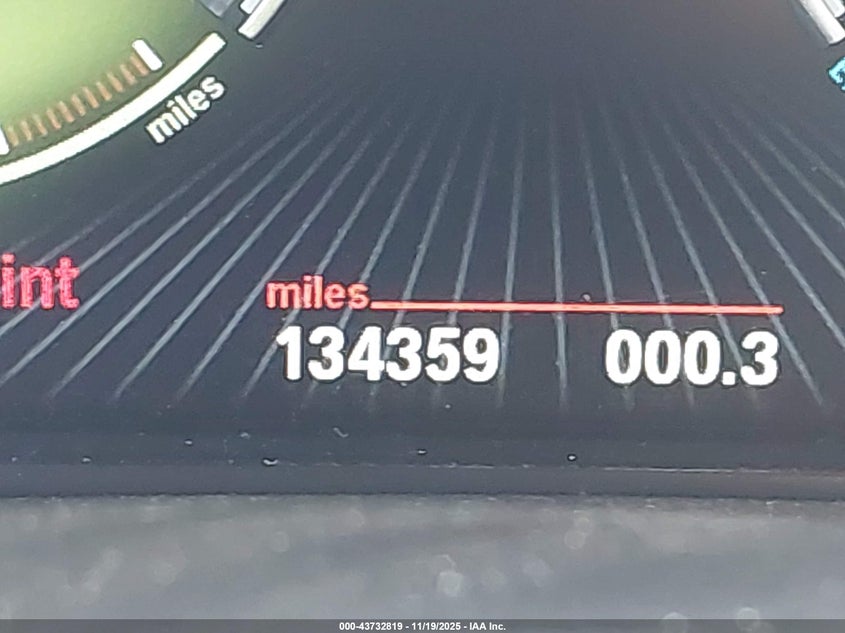 miles
int
miles
134359 000.3
000-43732819 - 11/19/2025 - IAA Inc.